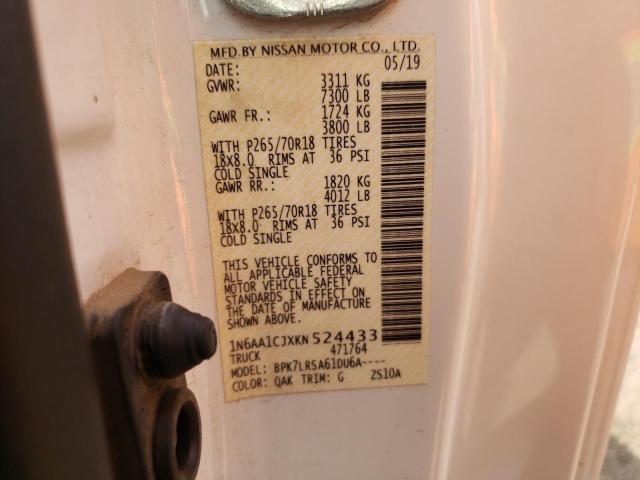 MFD.BY NISSAN MOTOR CO., LTD.
DATE: 05/19
GVWR: 3311 KG
7300 LB
GAWR FR.: 1724 KG
3800 LB
WITH P265/70R18 TIRES
18X8.0 RIMS AT 36 PSI
COLD SINGLE
GAWR RR.: 1820 KG
4012 LB
WITH P265/70R18 TIRES
18X8.0 RIMS AT 36 PSI
COLD SINGLE
THIS VEHICLE CONFORMS TO
ALL APPLICABLE FEDERAL
MOTOR VEHICLE SAFETY
STANDARDS IN EFFECT ON
THE DATE OF MANUFACTURE
SHOWN ABOVE.
1N6AA1CJXKN524433
TRUCK 471764
MODEL: BPK7LRSA61DU6A----
COLOR: QAK TRIM: G ZS10A